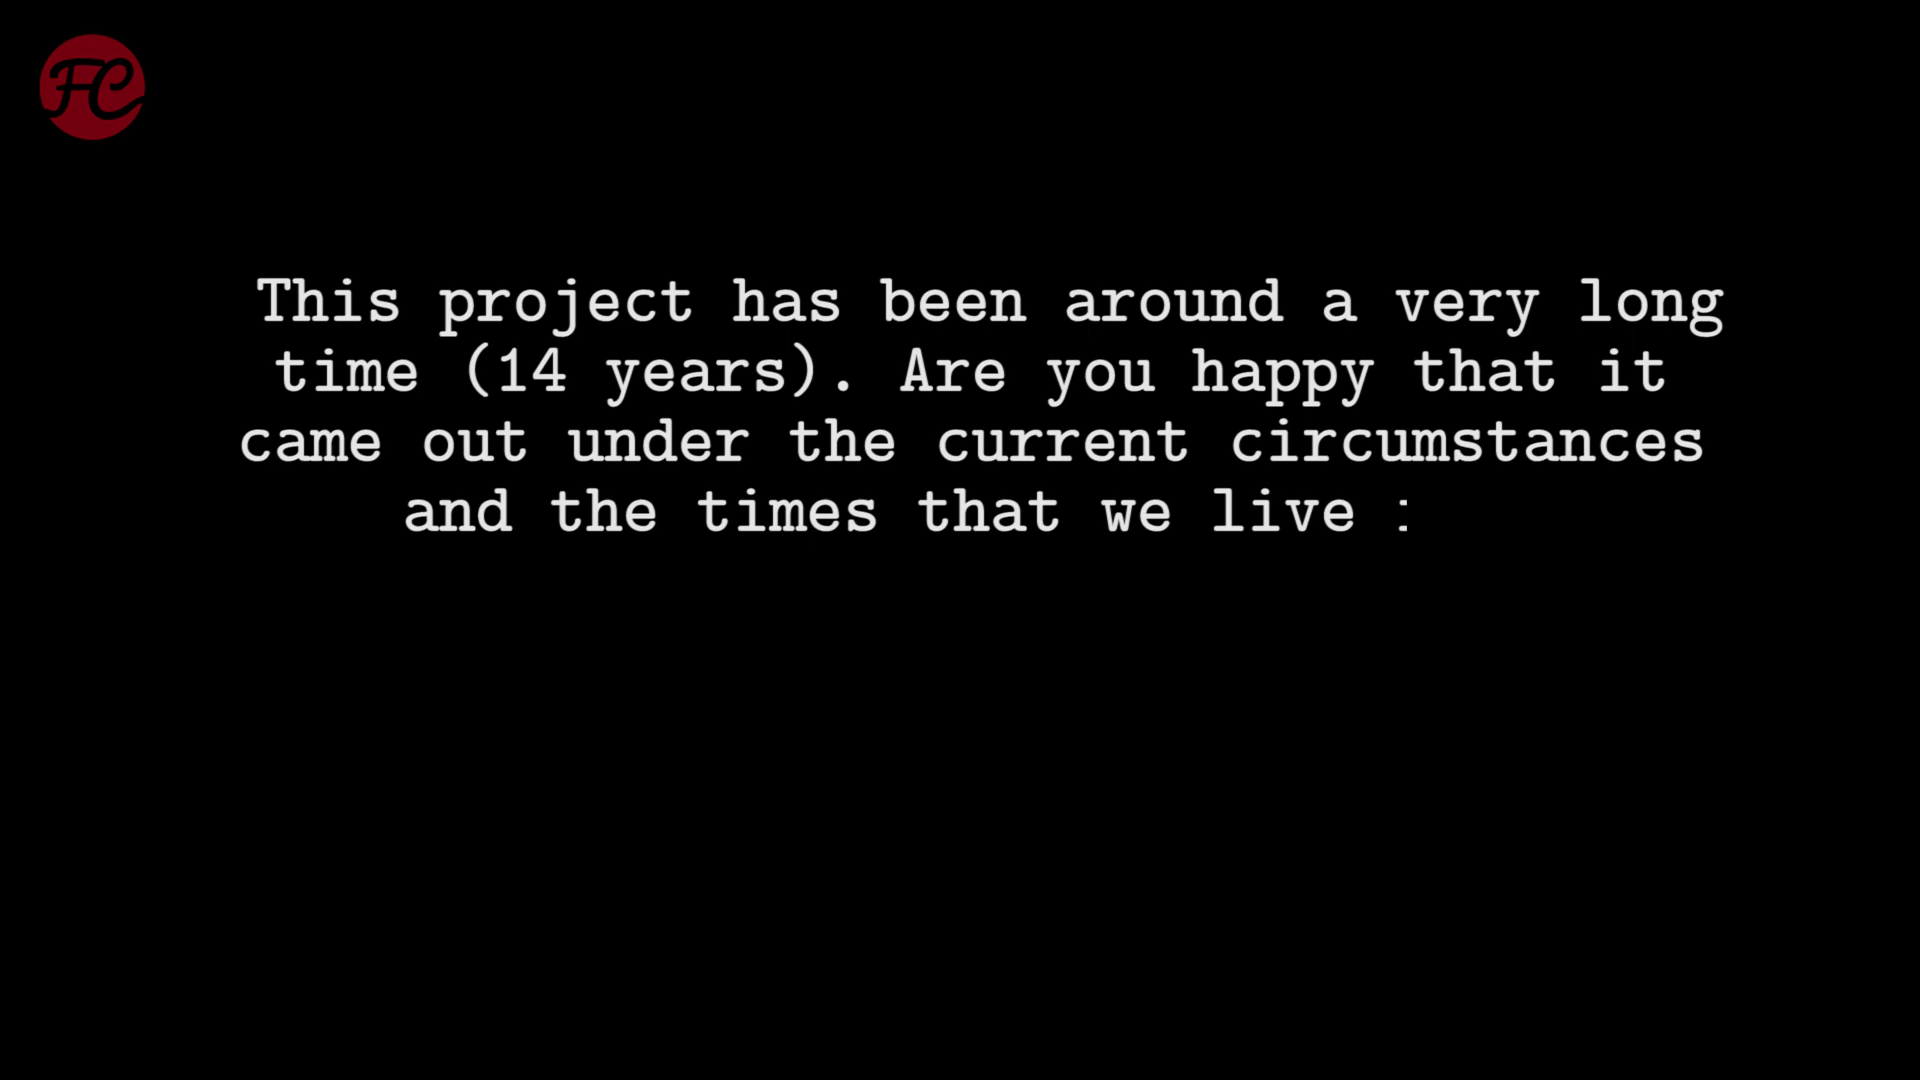 FC
This project has been around a very long
time (14 years). Are you happy that it
came out under the current circumstances
and the times that we live